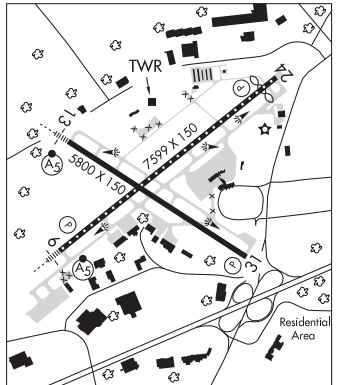 P
24
TWR
13
7599 X 150
5800 X 150
A5
P
6
A5
P
31
Residential
Area